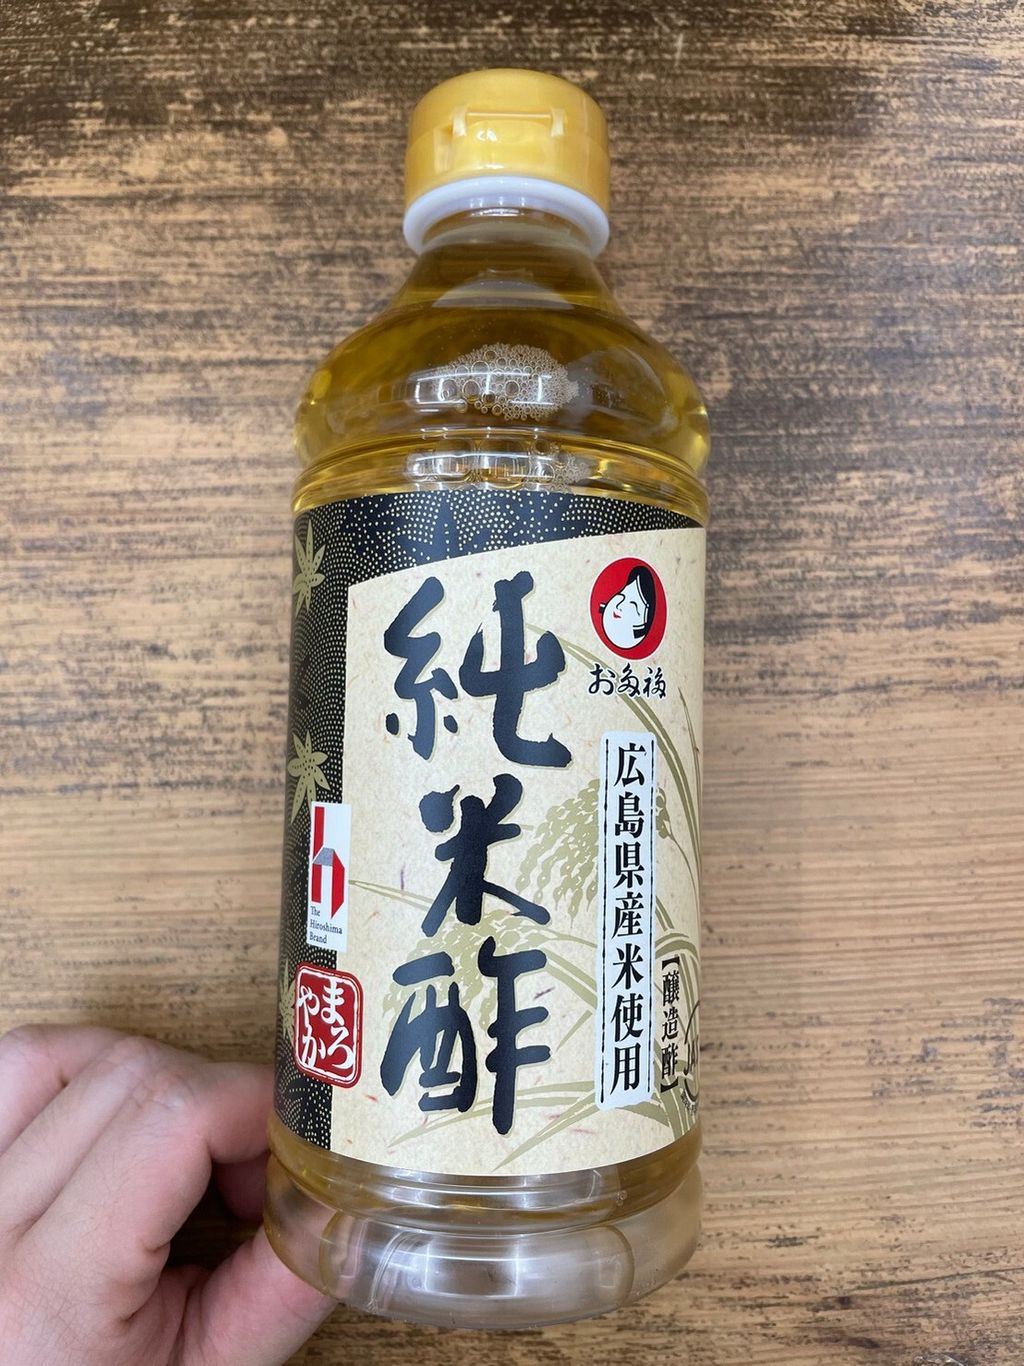 純米酢
お多福
広島県産米使用
【醸造酢】
The
Hiroshima
Brand
まろ
やか